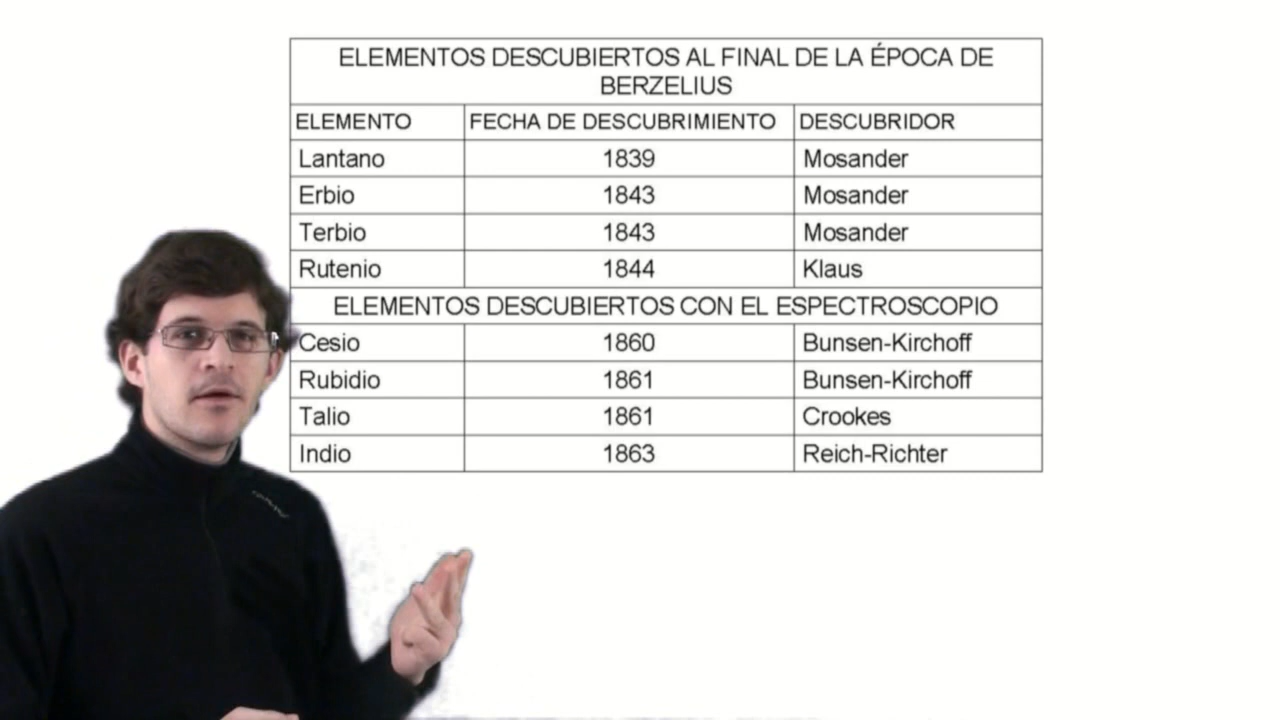 ELEMENTOS DESCUBIERTOS AL FINAL DE LA ÉPOCA DE
BERZELIUS
ELEMENTO FECHA DE DESCUBRIMIENTO DESCUBRIDOR
Lantano 1839 Mosander
Erbio 1843 Mosander
Terbio 1843 Mosander
Rutenio 1844 Klaus
ELEMENTOS DESCUBIERTOS CON EL ESPECTROSCOPIO
Cesio 1860 Bunsen-Kirchoff
Rubidio 1861 Bunsen-Kirchoff
Talio 1861 Crookes
Indio 1863 Reich-Richter